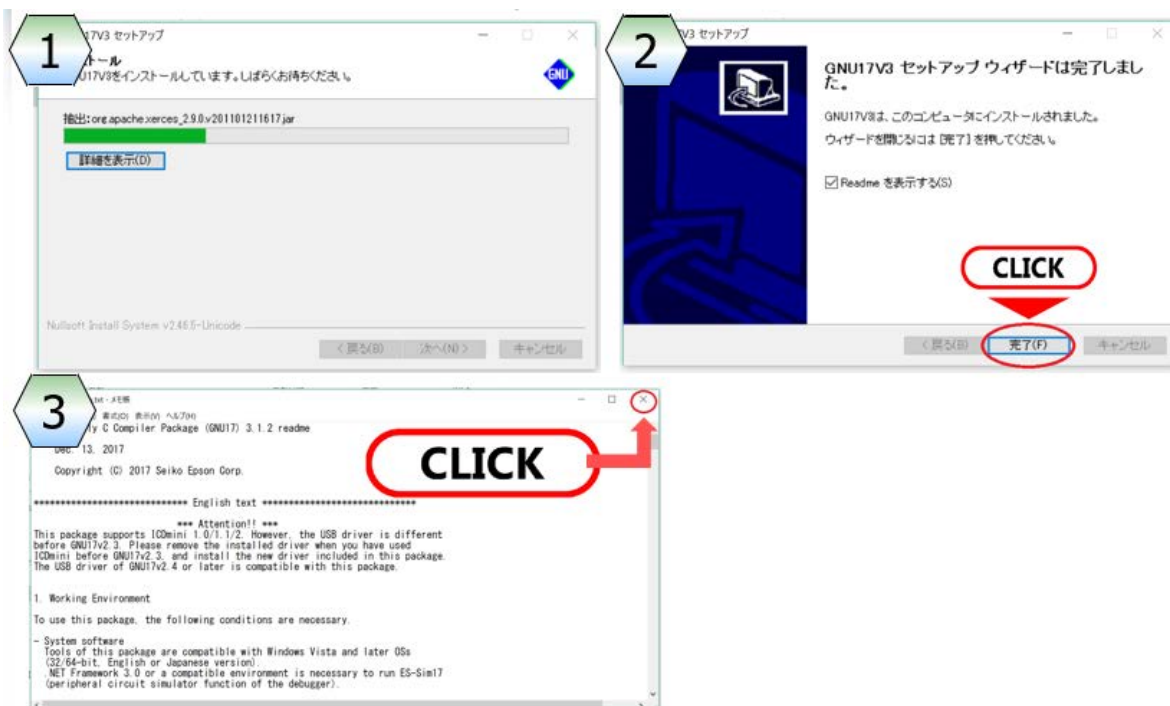 1
17V3 セットアップ
トール
U17V3をインストールしています。しばらくお待ちください。
GNU
抽出: org.apache.xerces_2.9.0.v201101211617.jar
詳細を表示(D)
Nullsoft Install System v2.46.5-Unicode
< 戻る(B) 次へ(N) > キャンセル
2
V3 セットアップ
GNU17V3 セットアップ ウィザードは完了しまし
た。
GNU17V3は、このコンピュータにインストールされました。
ウィザードを閉じるには [完了] を押してください。
Readme を表示する(S)
CLICK
< 戻る(B) 完了(F) キャンセル
3
.txt - メモ帳
書式(O) 表示(V) ヘルプ(H)
ly C Compiler Package (GNU17) 3.1.2 readme
Dec. 13, 2017
Copyright (C) 2017 Seiko Epson Corp.
CLICK
***************************** English text *****************************
*** Attention!! ***
This package supports ICDmini 1.0/1.1/2. However, the USB driver is different
before GNU17v2.3. Please remove the installed driver when you have used
ICDmini before GNU17v2.3, and install the new driver included in this package.
The USB driver of GNU17v2.4 or later is compatible with this package.
1. Working Environment
To use this package, the following conditions are necessary.
- System software
Tools of this package are compatible with Windows Vista and later OSs
(32/64-bit, English or Japanese version).
.NET Framework 3.0 or a compatible environment is necessary to run ES-Sim17
(peripheral circuit simulator function of the debugger).